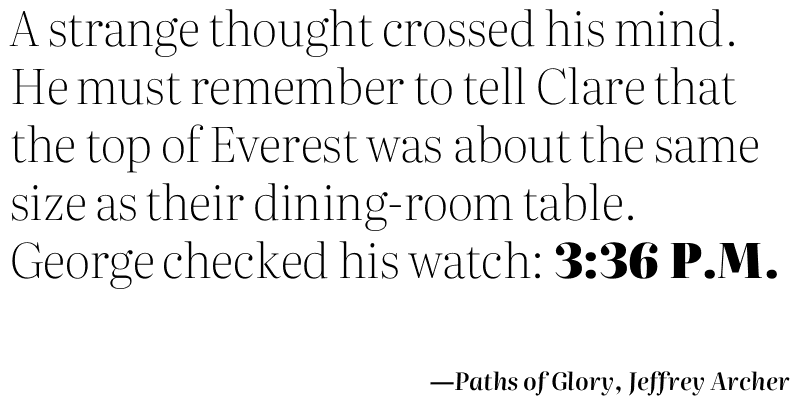 A strange thought crossed his mind.
He must remember to tell Clare that
the top of Everest was about the same
size as their dining-room table.
George checked his watch: 3:36 P.M.
—Paths of Glory, Jeffrey Archer